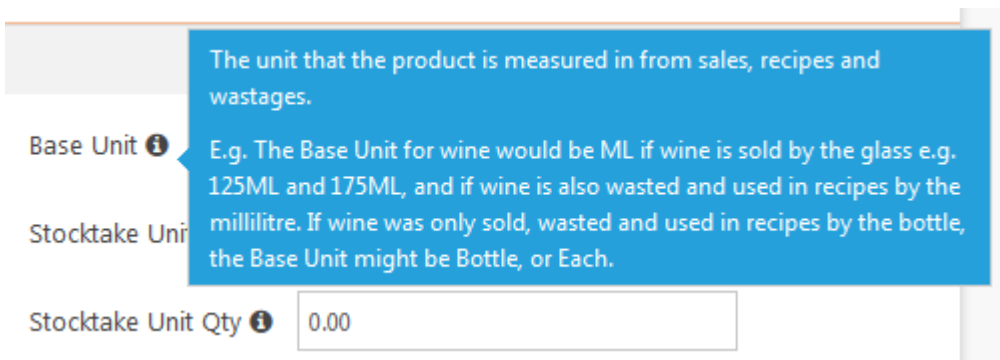 The unit that the product is measured in from sales, recipes and
wastages.
Base Unit
E.g. The Base Unit for wine would be ML if wine is sold by the glass e.g.
125ML and 175ML, and if wine is also wasted and used in recipes by the
millilitre. If wine was only sold, wasted and used in recipes by the bottle,
the Base Unit might be Bottle, or Each.
Stocktake Uni
Stocktake Unit Qty
0.00